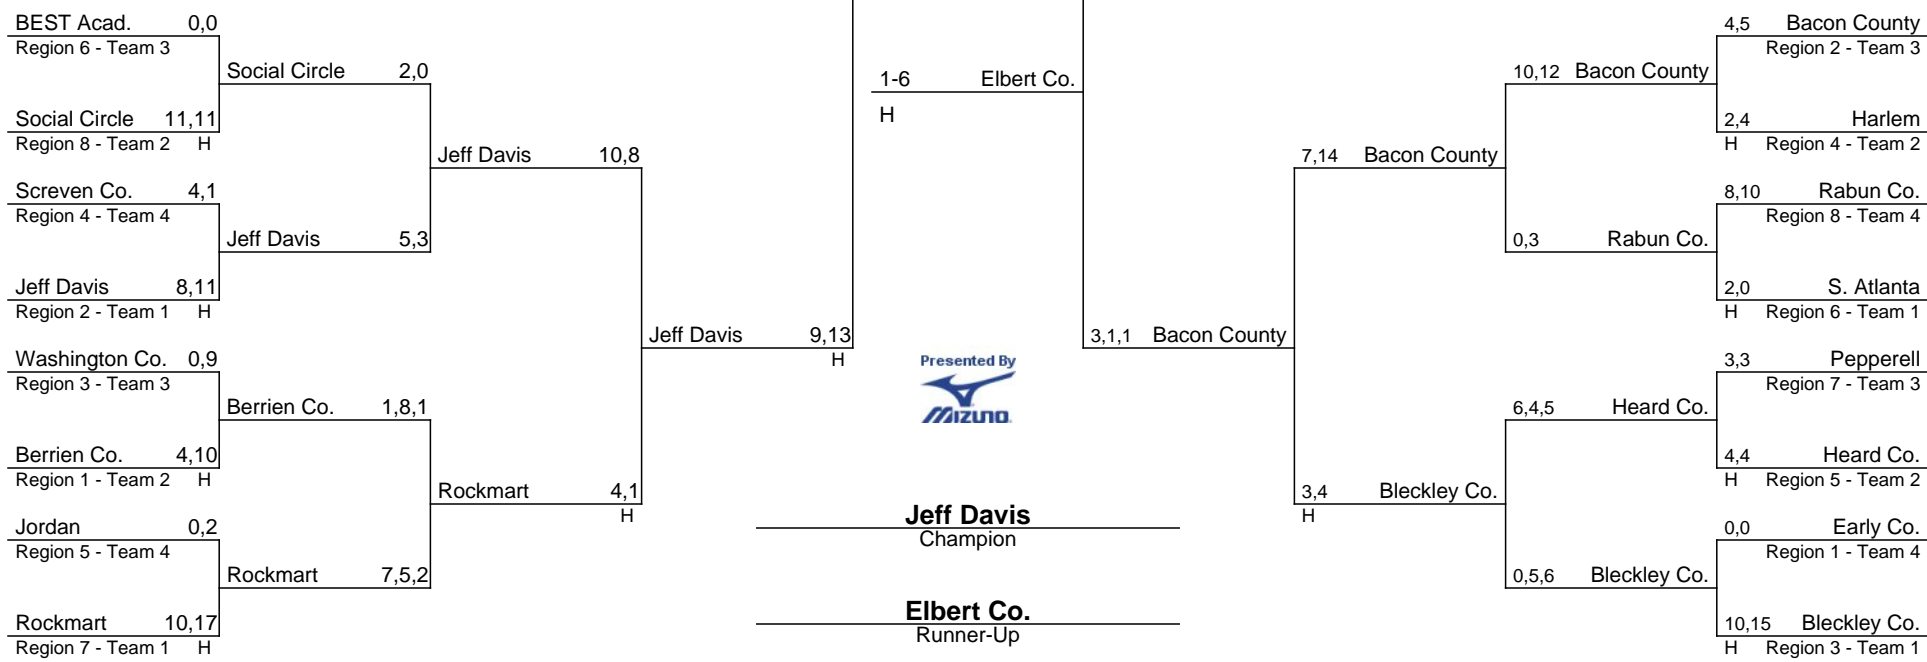 BEST Acad. 0,0
Region 6 - Team 3
Social Circle 2,0
Social Circle 11,11
Region 8 - Team 2 H
Jeff Davis 10,8
Screven Co. 4,1
Region 4 - Team 4
Jeff Davis 5,3
Jeff Davis 8,11
Region 2 - Team 1 H
Jeff Davis 9,13
H
Washington Co. 0,9
Region 3 - Team 3
Berrien Co. 1,8,1
Berrien Co. 4,10
Region 1 - Team 2 H
Rockmart 4,1
H
Jordan 0,2
Region 5 - Team 4
Rockmart 7,5,2
Rockmart 10,17
Region 7 - Team 1 H
1-6 Elbert Co.
H
Presented By
MIZUNO
Jeff Davis
Champion
Elbert Co.
Runner-Up
4,5 Bacon County
Region 2 - Team 3
10,12 Bacon County
2,4 Harlem
H Region 4 - Team 2
7,14 Bacon County
8,10 Rabun Co.
Region 8 - Team 4
0,3 Rabun Co.
2,0 S. Atlanta
H Region 6 - Team 1
3,1,1 Bacon County
3,3 Pepperell
Region 7 - Team 3
6,4,5 Heard Co.
4,4 Heard Co.
H Region 5 - Team 2
3,4 Bleckley Co.
H
0,0 Early Co.
Region 1 - Team 4
0,5,6 Bleckley Co.
10,15 Bleckley Co.
H Region 3 - Team 1